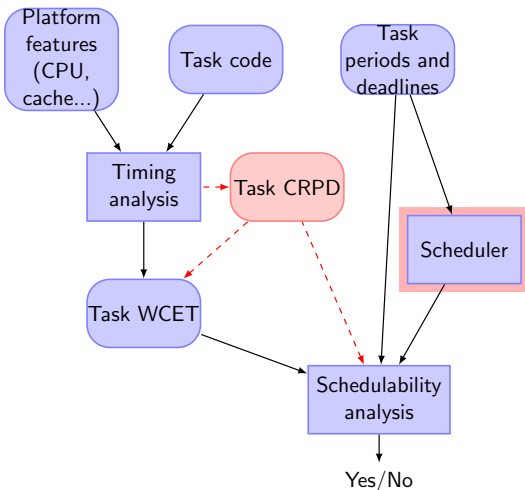 Platform
features
(CPU,
cache...)
Task code
Task
periods and
deadlines
Timing
analysis
Task CRPD
Scheduler
Task WCET
Schedulability
analysis
Yes/No